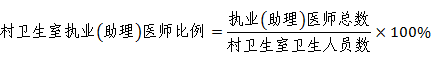 村卫生室执业(助理)医师比例 = 执业(助理)医师总数 / 村卫生室卫生人员数 × 100%